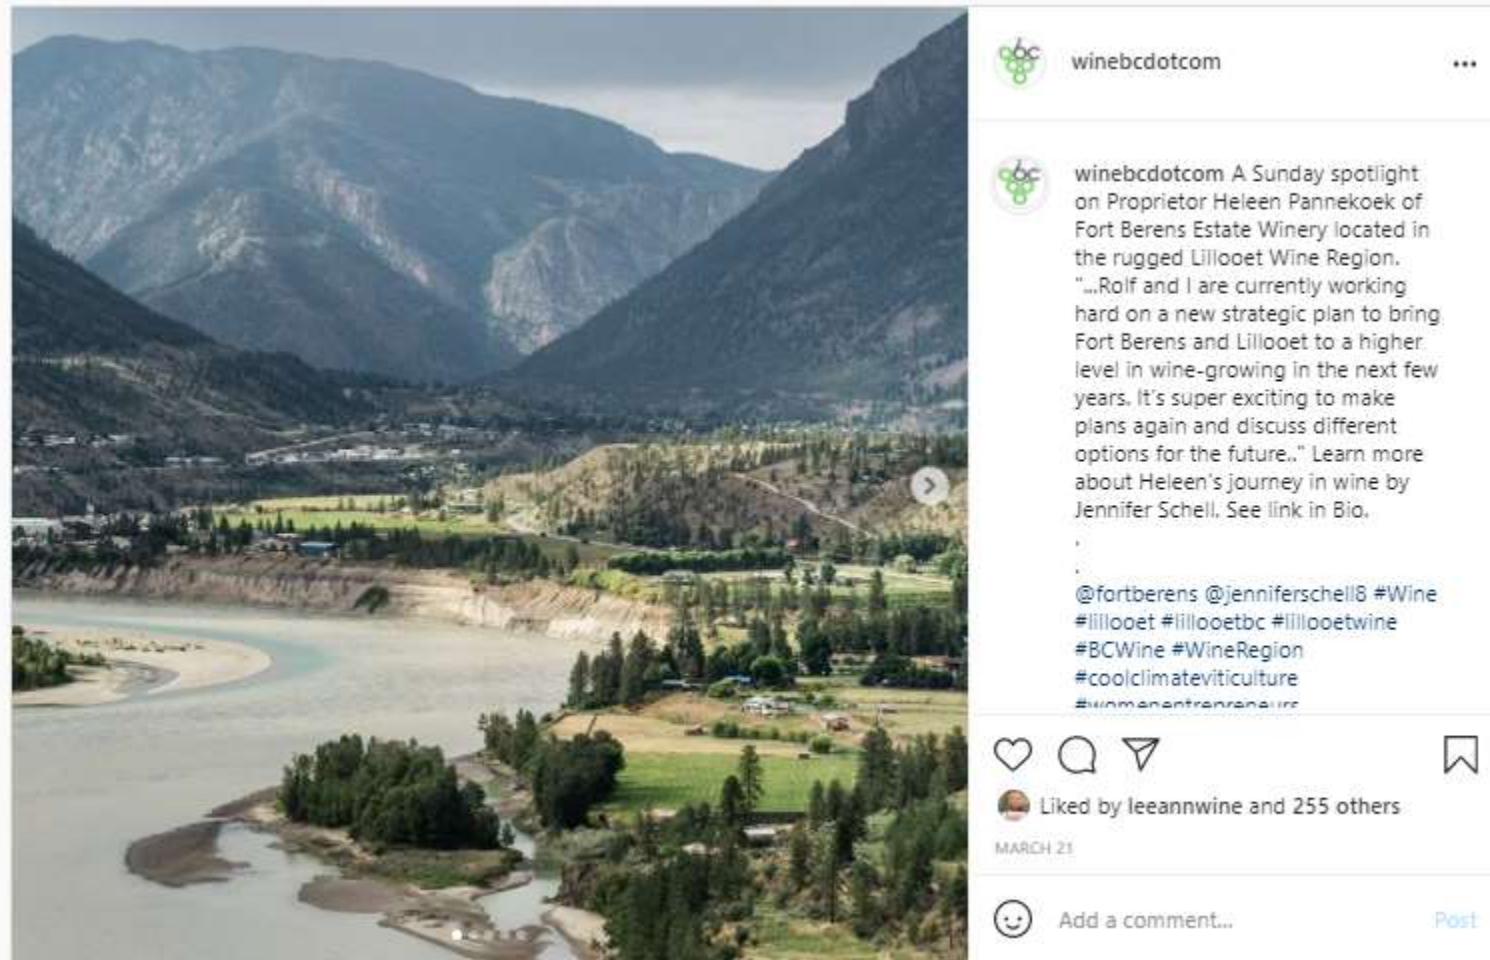 winebcdotcom
winebcdotcom A Sunday spotlight
on Proprietor Heleen Pannekoek of
Fort Berens Estate Winery located in
the rugged Lillooet Wine Region.
"...Rolf and I are currently working
hard on a new strategic plan to bring
Fort Berens and Lillooet to a higher
level in wine-growing in the next few
years. It's super exciting to make
plans again and discuss different
options for the future.." Learn more
about Heleen's journey in wine by
Jennifer Schell. See link in Bio.
.
.
@fortberens @jenniferschell8 #Wine
#lillooet #lillooetbc #lillooetwine
#BCWine #WineRegion
#coolclimateviticulture
#womenentrepreneurs
Liked by leeannwine and 255 others
MARCH 21
Add a comment... Post